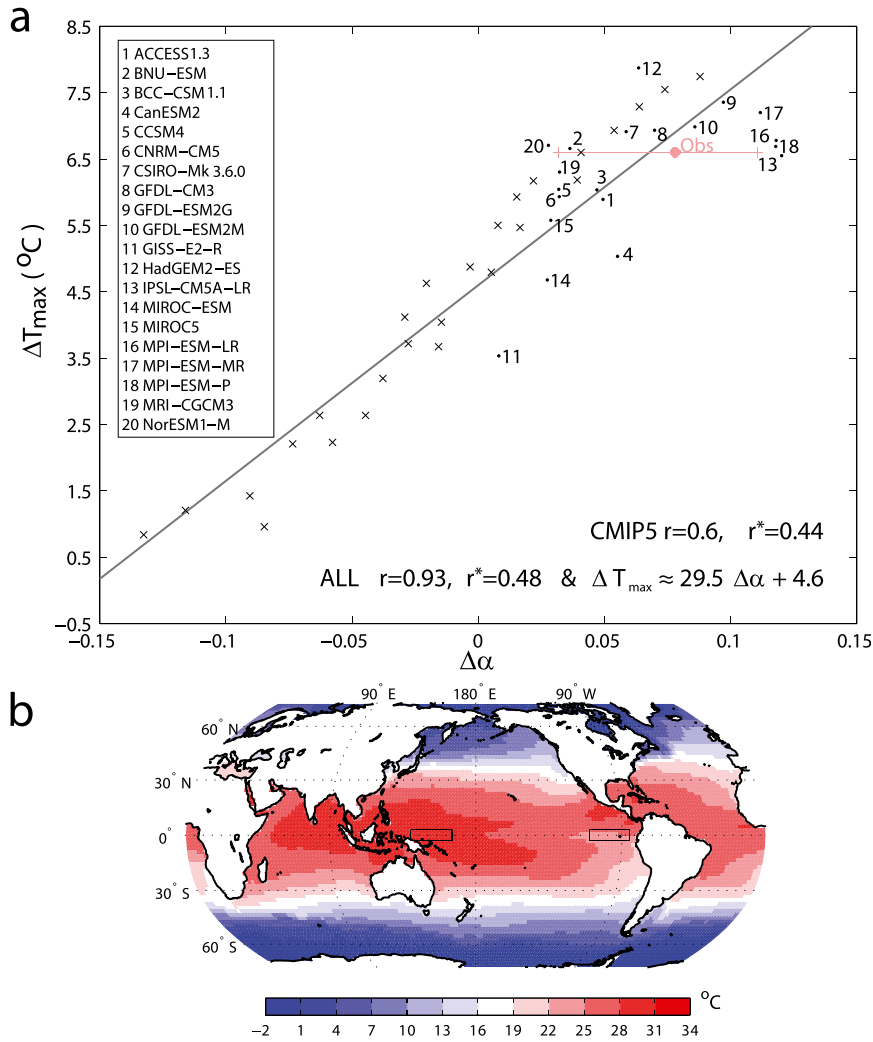 a
8.5
7.5
6.5
5.5
4.5
3.5
2.5
1.5
0.5
−0.5
ΔTmax (°C)
1 ACCESS1.3
2 BNU−ESM
3 BCC−CSM1.1
4 CanESM2
5 CCSM4
6 CNRM−CM5
7 CSIRO−Mk 3.6.0
8 GFDL−CM3
9 GFDL−ESM2G
10 GFDL−ESM2M
11 GISS−E2−R
12 HadGEM2−ES
13 IPSL−CM5A−LR
14 MIROC−ESM
15 MIROC5
16 MPI−ESM−LR
17 MPI−ESM−MR
18 MPI−ESM−P
19 MRI−CGCM3
20 NorESM1−M
12
9
17
20
2
7
8
10
16
18
Obs
13
19
3
5
6
1
15
4
14
11
CMIP5 r=0.6, r*=0.44
ALL r=0.93, r*=0.48 & ΔTmax ≈ 29.5 Δα + 4.6
−0.15 −0.1 −0.05 0 0.05 0.1 0.15
Δα
b
90° E 180° E 90° W
60° N
30° N
0°
30° S
60° S
°C
−2 1 4 7 10 13 16 19 22 25 28 31 34